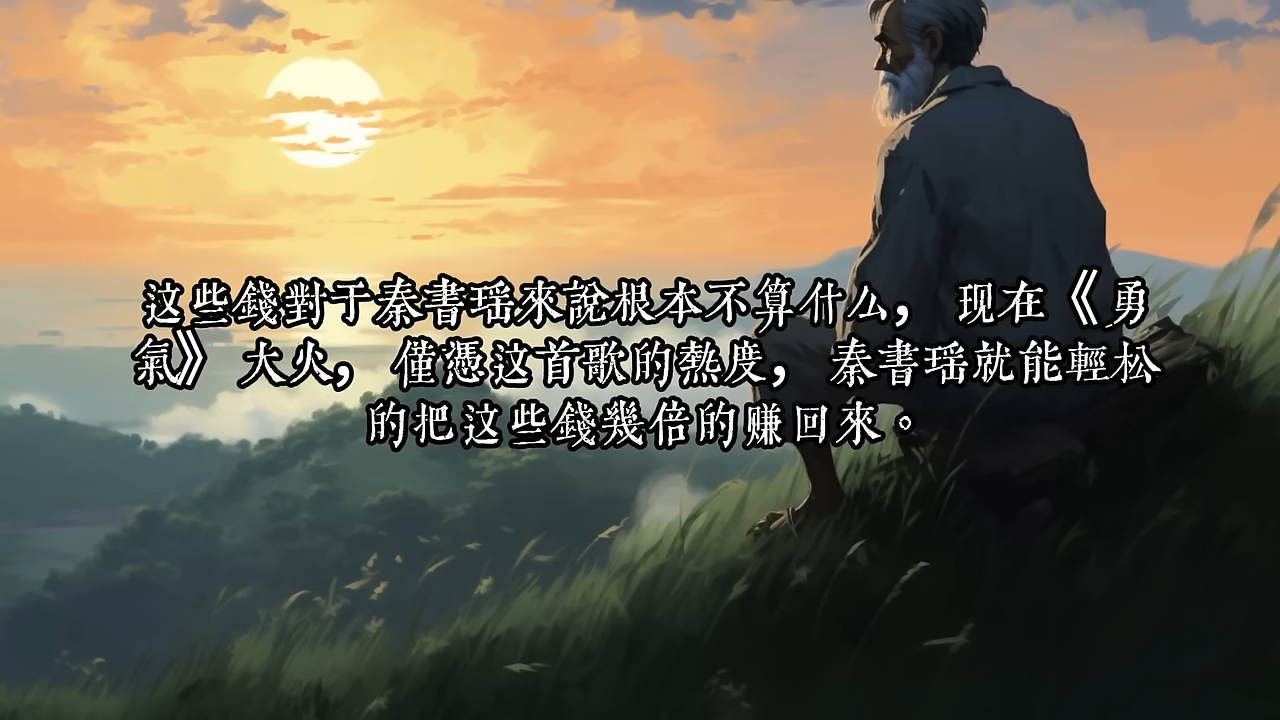 这些錢對于秦書瑶來說根本不算什么，现在《勇
氣》大火，僅憑这首歌的熱度，秦書瑶就能輕松
的把这些錢幾倍的赚回來。